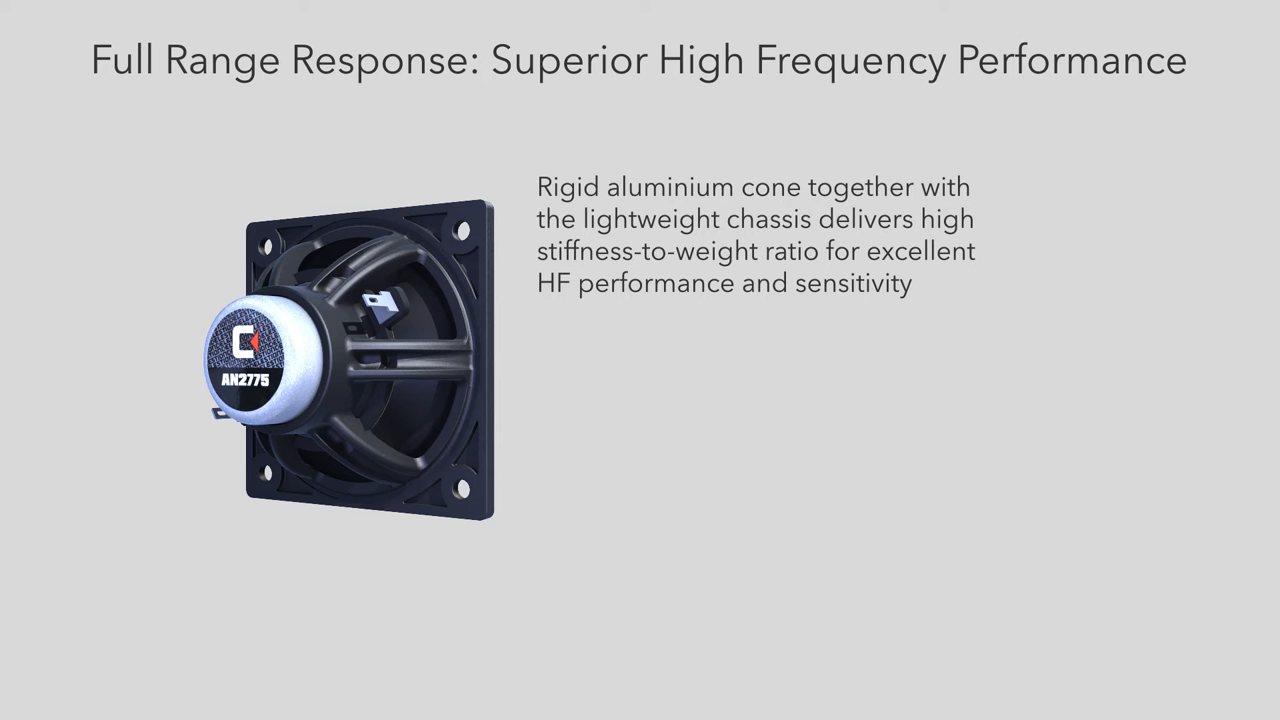 Full Range Response: Superior High Frequency Performance
Rigid aluminium cone together with
the lightweight chassis delivers high
stiffness-to-weight ratio for excellent
HF performance and sensitivity
AN2775